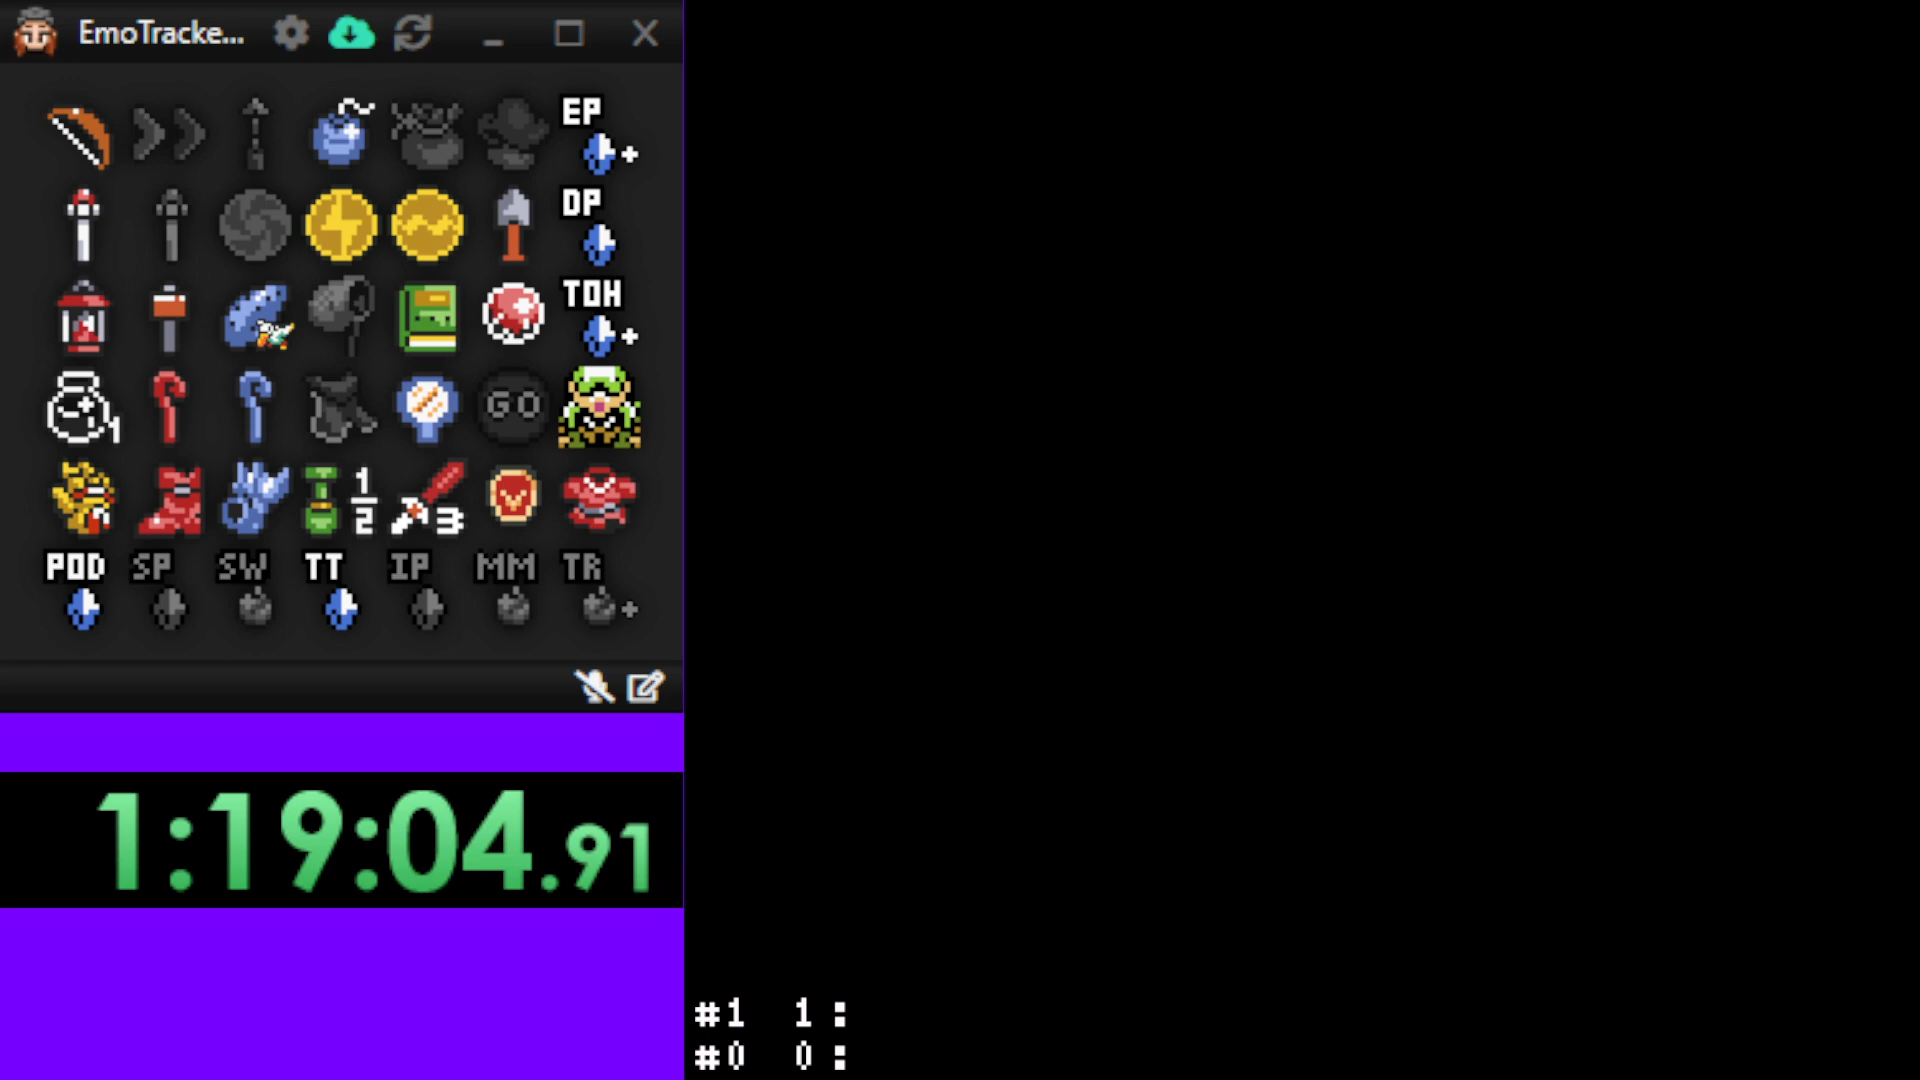 EmoTracke...
EP
+
DP
TOH
+
GO
1/2
3
POD SP SW TT IP MM TR
+
1:19:04.91
#1 1:
#0 0: